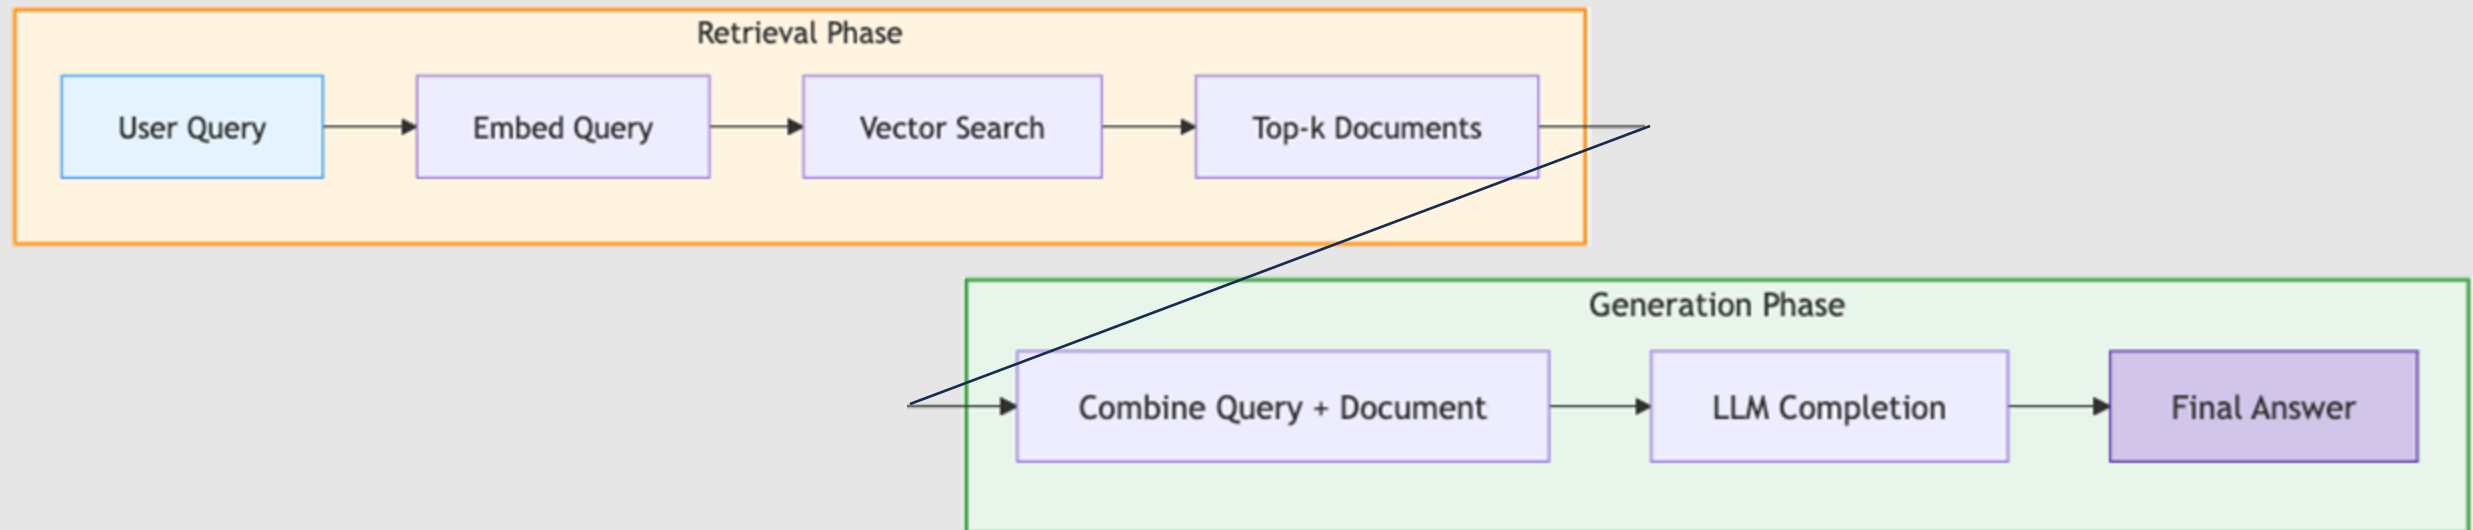 Retrieval Phase
User Query
Embed Query
Vector Search
Top-k Documents
Generation Phase
Combine Query + Document
LLM Completion
Final Answer